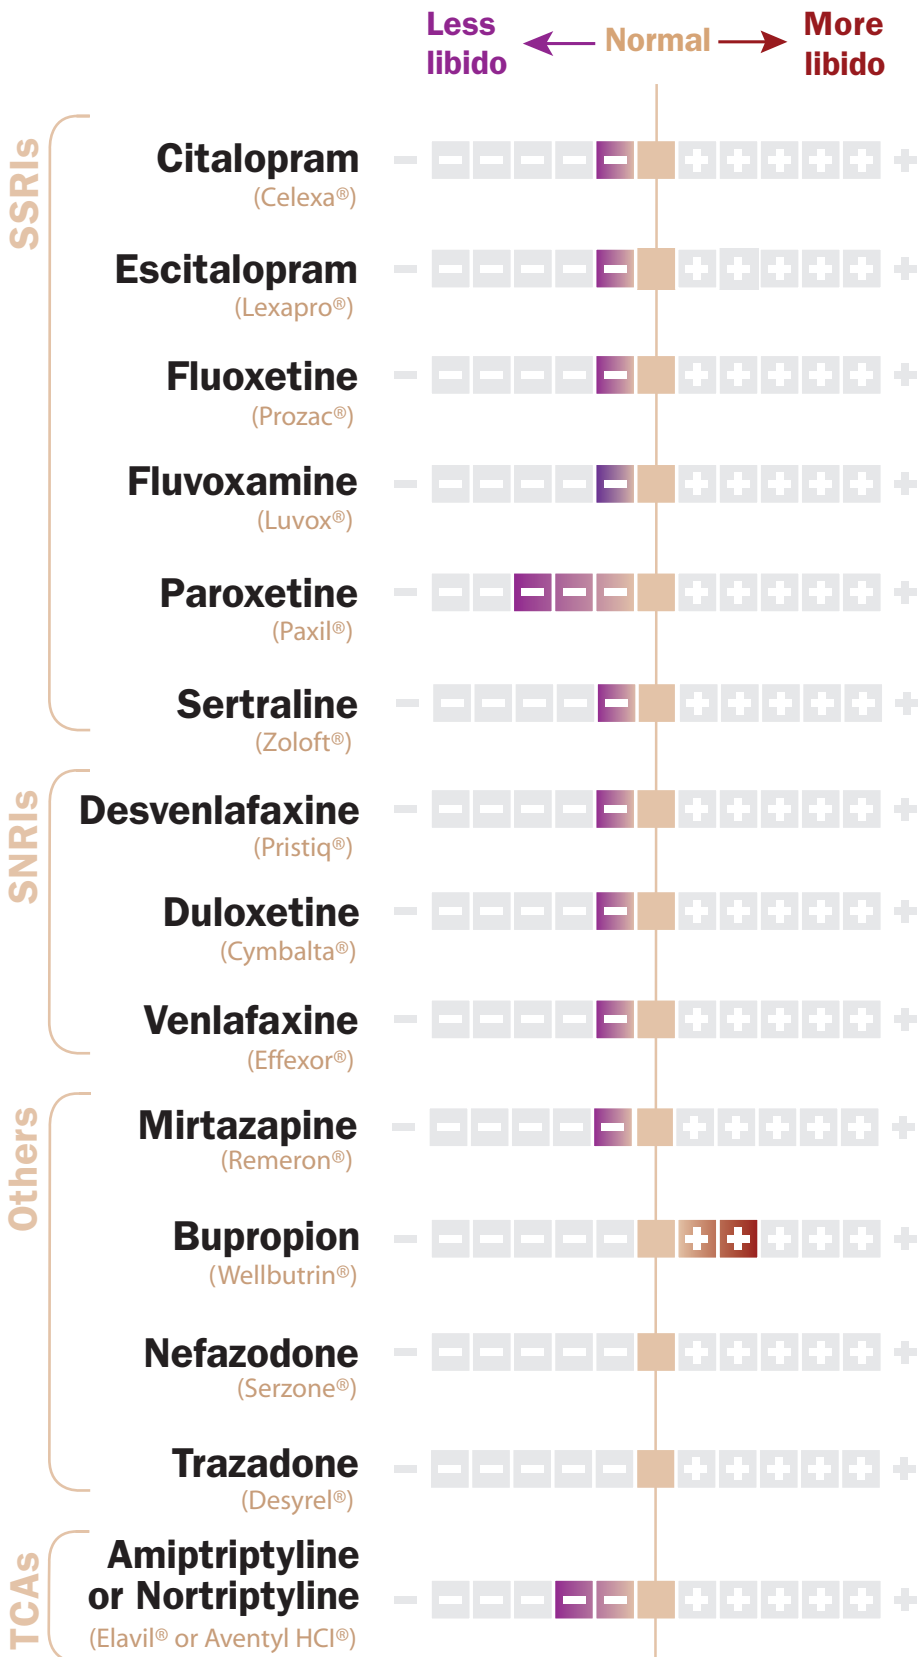 Less
libido
Normal
More
libido
SSRIs
Citalopram
(Celexa®)
Escitalopram
(Lexapro®)
Fluoxetine
(Prozac®)
Fluvoxamine
(Luvox®)
Paroxetine
(Paxil®)
Sertraline
(Zoloft®)
SNRIs
Desvenlafaxine
(Pristiq®)
Duloxetine
(Cymbalta®)
Venlafaxine
(Effexor®)
Others
Mirtazapine
(Remeron®)
Bupropion
(Wellbutrin®)
Nefazodone
(Serzone®)
Trazadone
(Desyrel®)
TCAs
Amiptriptyline
or Nortriptyline
(Elavil® or Aventyl HCI®)